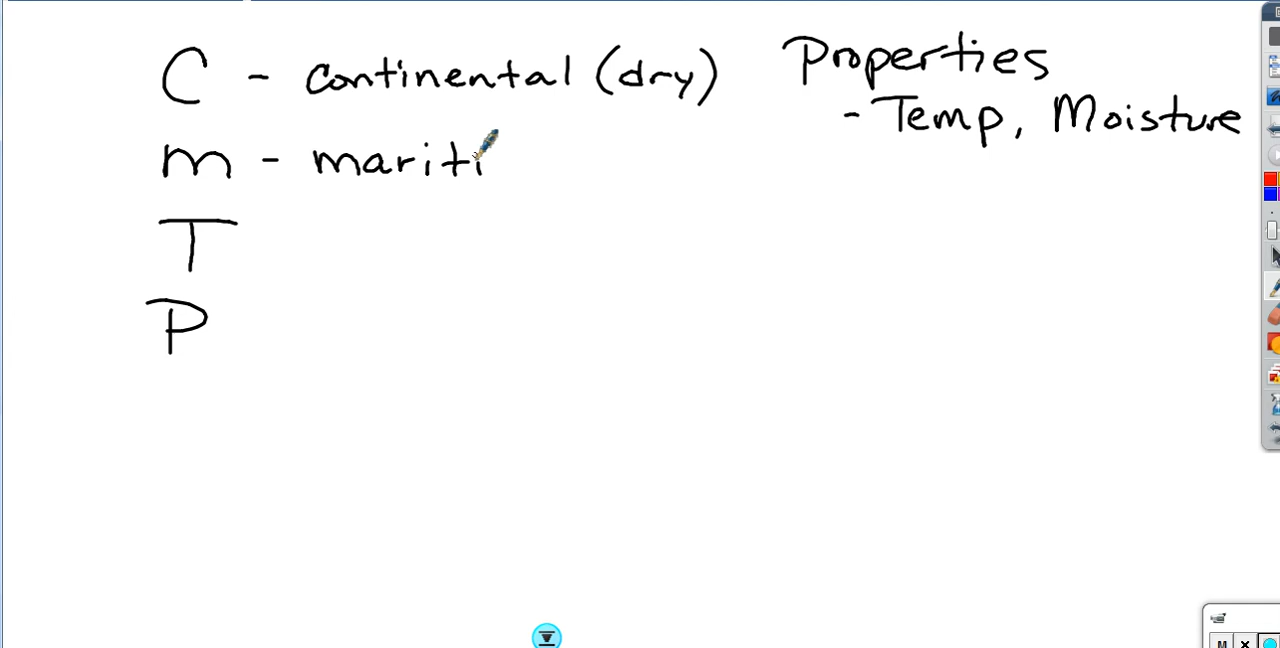 C - continental (dry)
m - mariti
T
P
Properties
- Temp, Moisture
M